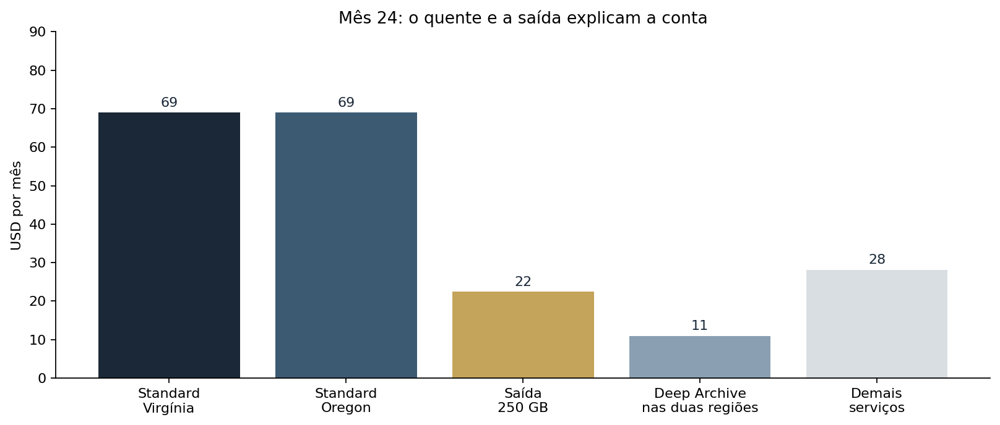 Mês 24: o quente e a saída explicam a conta
USD por mês
90
80
70
60
50
40
30
20
10
0
69
69
22
11
28
Standard
Virgínia
Standard
Oregon
Saída
250 GB
Deep Archive
nas duas regiões
Demais
serviços